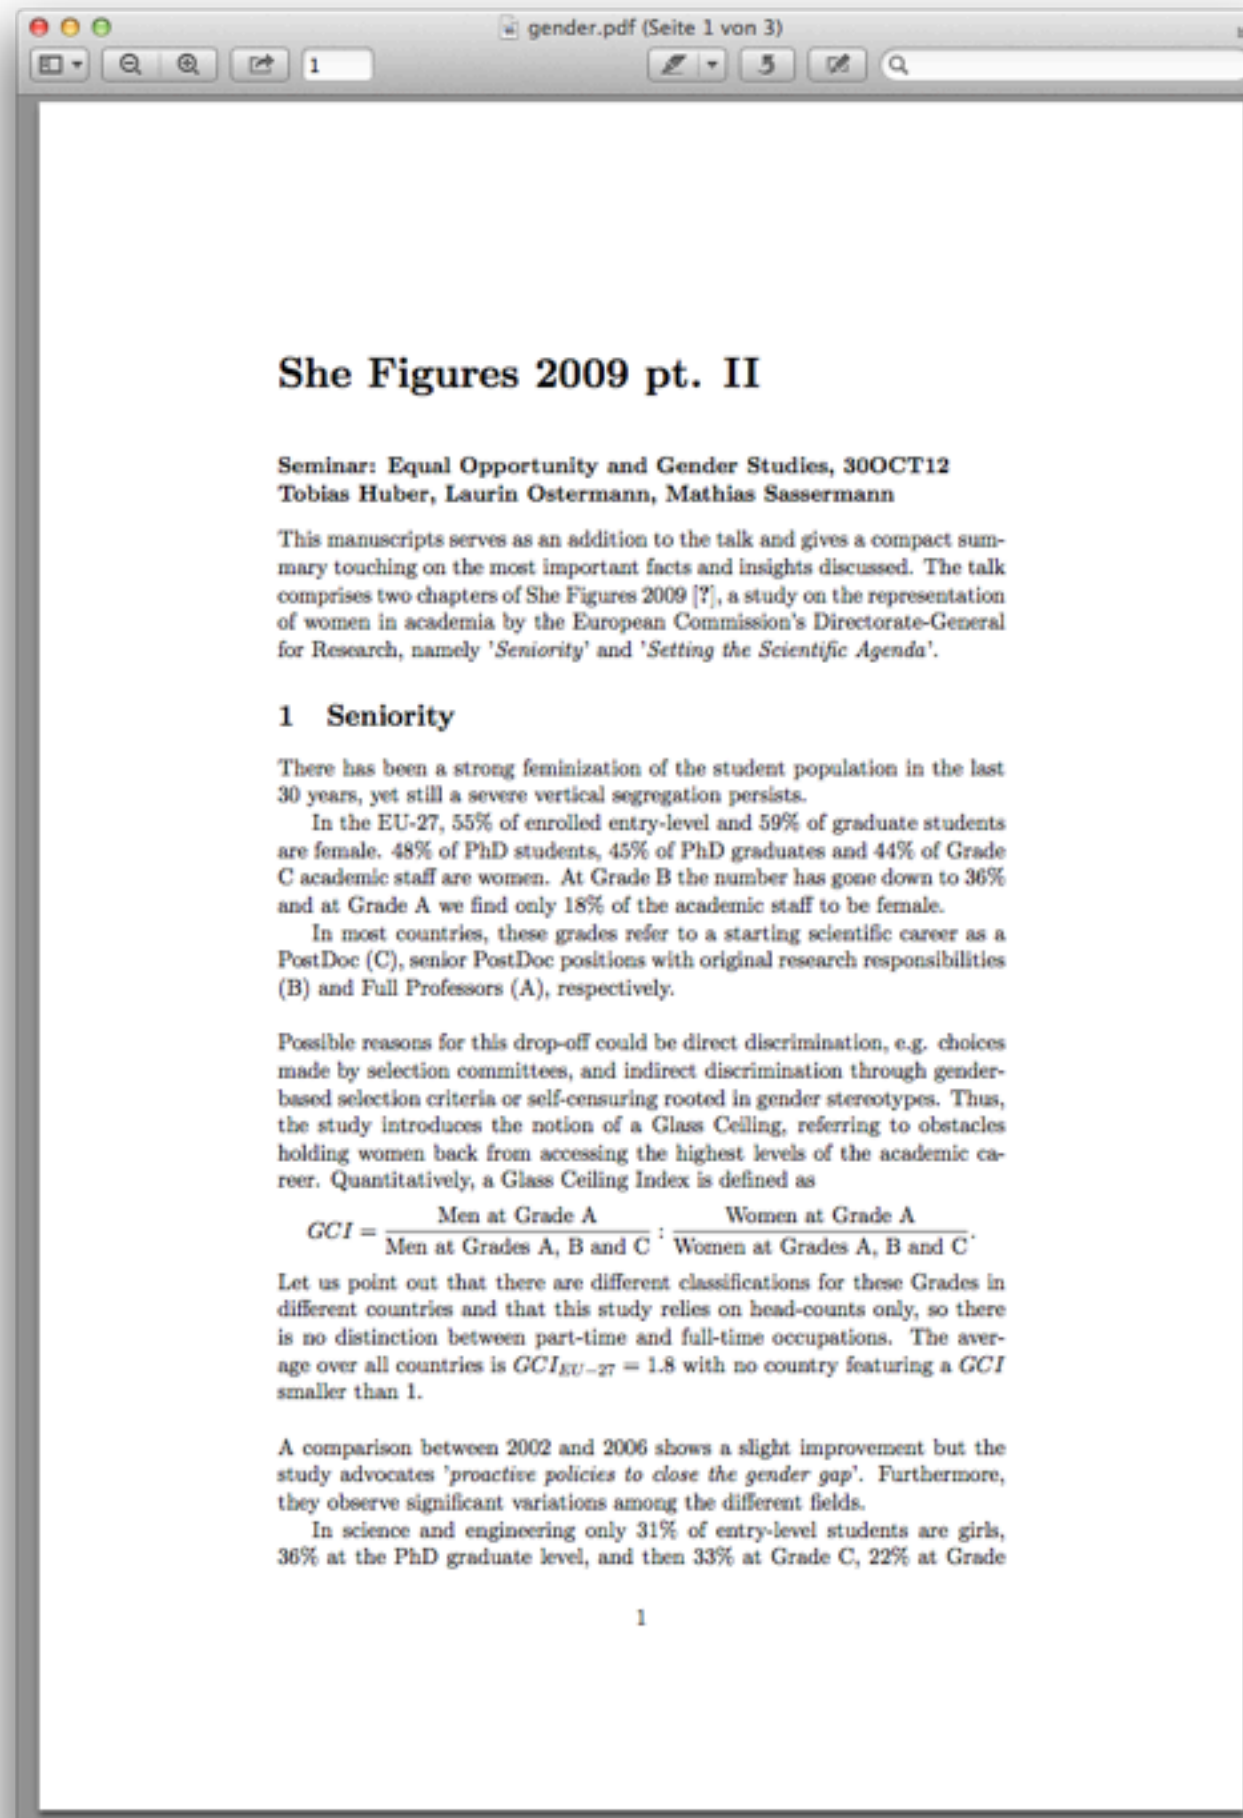 gender.pdf (Seite 1 von 3)
1
She Figures 2009 pt. II
Seminar: Equal Opportunity and Gender Studies, 30OCT12
Tobias Huber, Laurin Ostermann, Mathias Sassermann
This manuscripts serves as an addition to the talk and gives a compact sum-
mary touching on the most important facts and insights discussed. The talk
comprises two chapters of She Figures 2009 [?], a study on the representation
of women in academia by the European Commission's Directorate-General
for Research, namely 'Seniority' and 'Setting the Scientific Agenda'.
1 Seniority
There has been a strong feminization of the student population in the last
30 years, yet still a severe vertical segregation persists.
In the EU-27, 55% of enrolled entry-level and 59% of graduate students
are female. 48% of PhD students, 45% of PhD graduates and 44% of Grade
C academic staff are women. At Grade B the number has gone down to 36%
and at Grade A we find only 18% of the academic staff to be female.
In most countries, these grades refer to a starting scientific career as a
PostDoc (C), senior PostDoc positions with original research responsibilities
(B) and Full Professors (A), respectively.
Possible reasons for this drop-off could be direct discrimination, e.g. choices
made by selection committees, and indirect discrimination through gender-
based selection criteria or self-censuring rooted in gender stereotypes. Thus,
the study introduces the notion of a Glass Ceiling, referring to obstacles
holding women back from accessing the highest levels of the academic ca-
reer. Quantitatively, a Glass Ceiling Index is defined as
Men at Grade A Women at Grade A
GCI = : .
Men at Grades A, B and C Women at Grades A, B and C
Let us point out that there are different classifications for these Grades in
different countries and that this study relies on head-counts only, so there
is no distinction between part-time and full-time occupations. The aver-
age over all countries is GCI_EU−27 = 1.8 with no country featuring a GCI
smaller than 1.
A comparison between 2002 and 2006 shows a slight improvement but the
study advocates 'proactive policies to close the gender gap'. Furthermore,
they observe significant variations among the different fields.
In science and engineering only 31% of entry-level students are girls,
36% at the PhD graduate level, and then 33% at Grade C, 22% at Grade
1